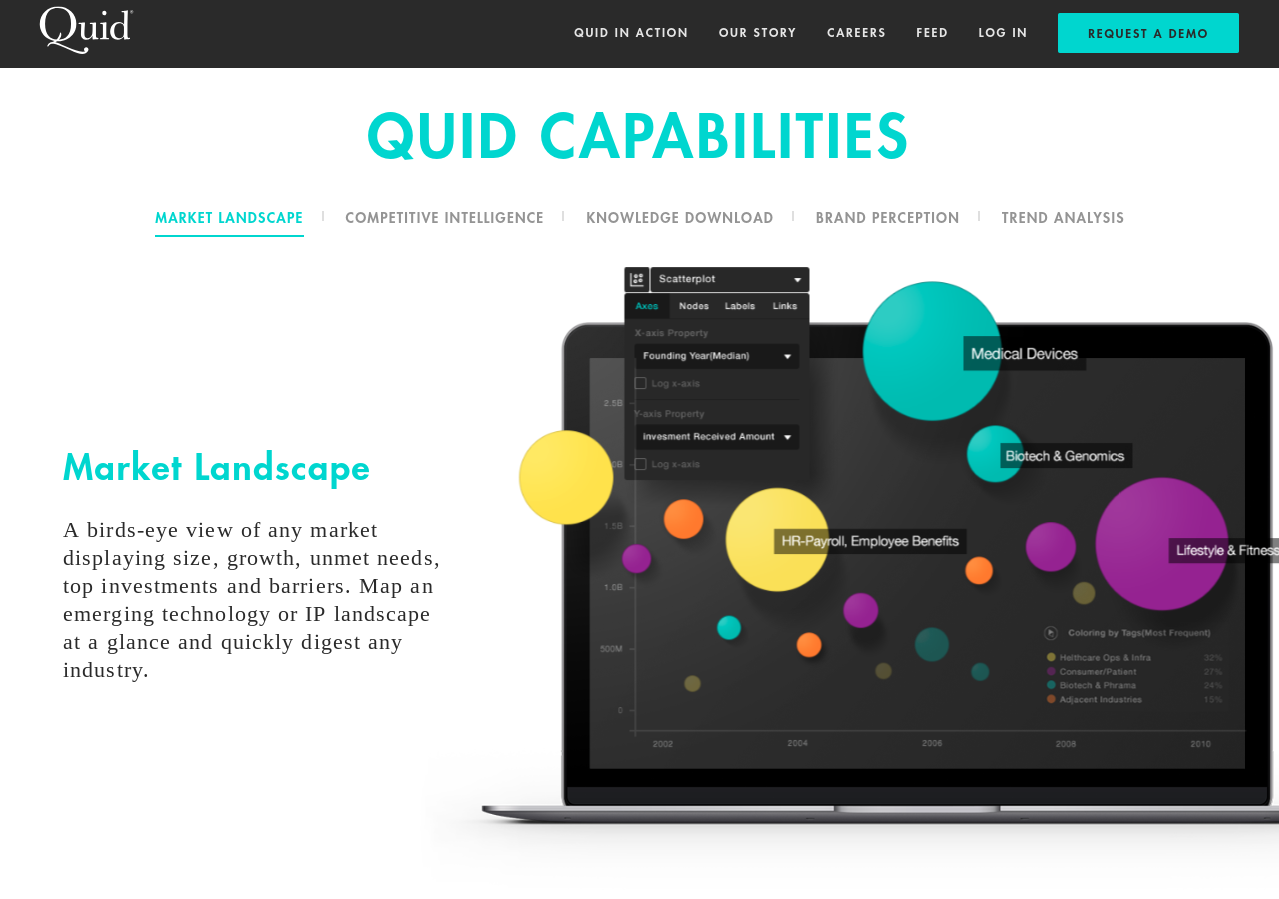 Quid®
QUID IN ACTION
OUR STORY
CAREERS
FEED
LOG IN
REQUEST A DEMO
QUID CAPABILITIES
MARKET LANDSCAPE
COMPETITIVE INTELLIGENCE
KNOWLEDGE DOWNLOAD
BRAND PERCEPTION
TREND ANALYSIS
Market Landscape
A birds-eye view of any market
displaying size, growth, unmet needs,
top investments and barriers. Map an
emerging technology or IP landscape
at a glance and quickly digest any
industry.
Scatterplot
Axes Nodes Labels Links
X-axis Property
Founding Year(Median)
Log x-axis
Y-axis Property
invesment Received Amount
Log x-axis
2.5B
0B
1.5B
1.0B
500M
0
2002 2004 2006 2008 2010
Medical Devices
Biotech & Genomics
HR-Payroll, Employee Benefits
Lifestyle & Fitness
Coloring by Tags(Most Frequent)
Helthcare Ops & Infra 32%
Consumer/Patient 27%
Biotech & Phrama 24%
Adjacent Industries 15%